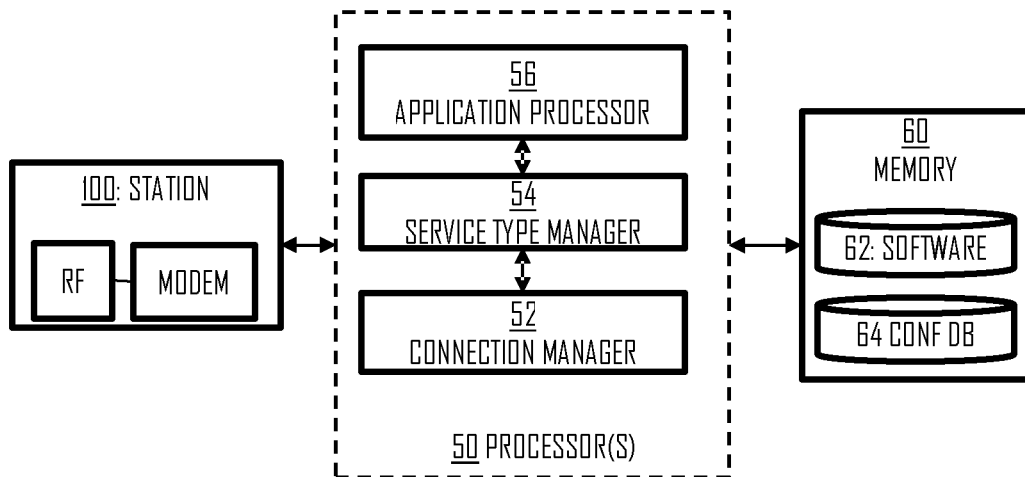 100: STATION
RF
MODEM
56
APPLICATION PROCESSOR
54
SERVICE TYPE MANAGER
52
CONNECTION MANAGER
50 PROCESSOR(S)
60
MEMORY
62: SOFTWARE
64 CONF DB